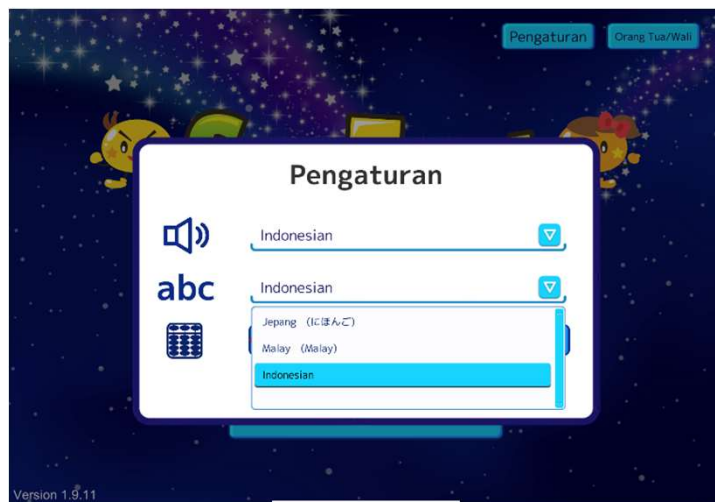 Pengaturan
Orang Tua/Wali
Pengaturan
Indonesian
abc
Indonesian
Jepang (にほんご)
Malay (Malay)
Indonesian
Version 1.9.11